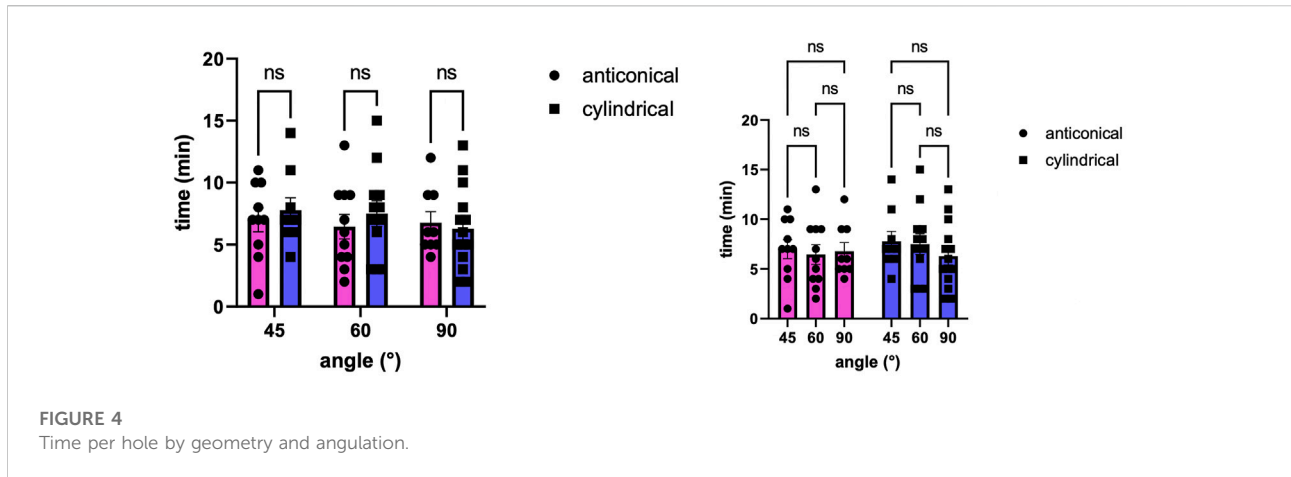 20
15
10
5
0
time (min)
ns
ns
ns
45
60
90
angle (°)
anticonical
cylindrical
20
15
10
5
0
time (min)
ns
ns
ns
ns
ns
ns
45 60 90
45 60 90
angle (°)
anticonical
cylindrical
FIGURE 4
Time per hole by geometry and angulation.